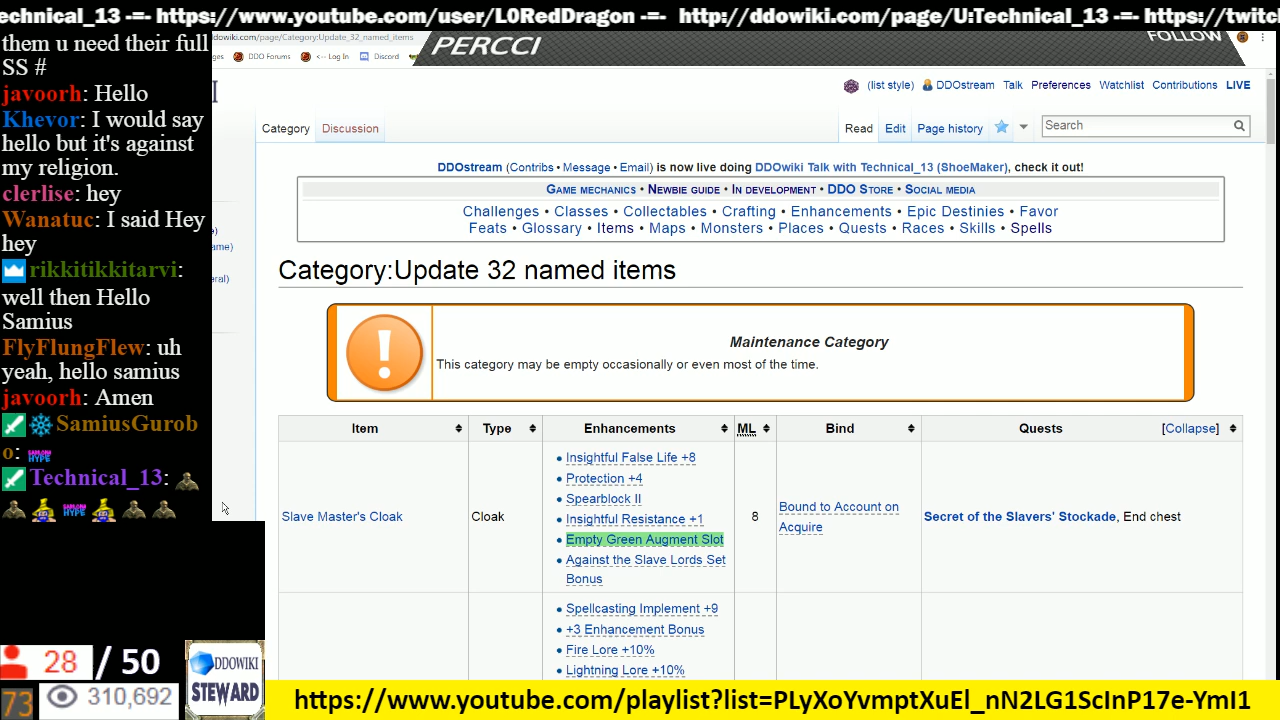 echnical_13 -=- https://www.youtube.com/user/L0RedDragon -=- http://ddowiki.com/page/U:Technical_13 -=- https://twitc
ddowiki.com/page/Category:Update_32_named_items
PERCCI
FOLLOW
ges DDO Forums <-- Log In Discord
them u need their full
SS #
javoorh: Hello
Khevor: I would say
hello but it's against
my religion.
clerlise: hey
Wanatuc: I said Hey
hey
rikkitikkitarvi:
well then Hello
Samius
FlyFlungFlew: uh
yeah, hello samius
javoorh: Amen
SamiusGurob
o:
Technical_13:
(list style) DDOstream Talk Preferences Watchlist Contributions LIVE
Category Discussion Read Edit Page history Search
DDOstream (Contribs • Message • Email) is now live doing DDOwiki Talk with Technical_13 (ShoeMaker), check it out!
Game mechanics • Newbie guide • In development • DDO Store • Social media
Challenges • Classes • Collectables • Crafting • Enhancements • Epic Destinies • Favor
Feats • Glossary • Items • Maps • Monsters • Places • Quests • Races • Skills • Spells
e)
ame)
eral)
Category:Update 32 named items
Maintenance Category
This category may be empty occasionally or even most of the time.
Item Type Enhancements ML Bind Quests [Collapse]
Slave Master's Cloak
Cloak
• Insightful False Life +8
• Protection +4
• Spearblock II
• Insightful Resistance +1
• Empty Green Augment Slot
• Against the Slave Lords Set
Bonus
8
Bound to Account on
Acquire
Secret of the Slavers' Stockade, End chest
• Spellcasting Implement +9
• +3 Enhancement Bonus
• Fire Lore +10%
• Lightning Lore +10%
28 / 50
73 310,692
DDOWIKI
STEWARD
https://www.youtube.com/playlist?list=PLyXoYvmptXuEl_nN2LG1ScInP17e-YmI1